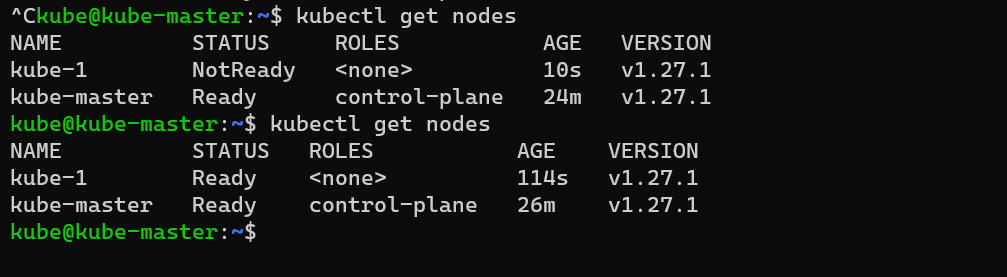 ^Ckube@kube-master:~$ kubectl get nodes
NAME          STATUS     ROLES           AGE   VERSION
kube-1        NotReady   <none>          10s   v1.27.1
kube-master   Ready      control-plane   24m   v1.27.1
kube@kube-master:~$ kubectl get nodes
NAME          STATUS   ROLES           AGE    VERSION
kube-1        Ready    <none>          114s   v1.27.1
kube-master   Ready    control-plane   26m    v1.27.1
kube@kube-master:~$